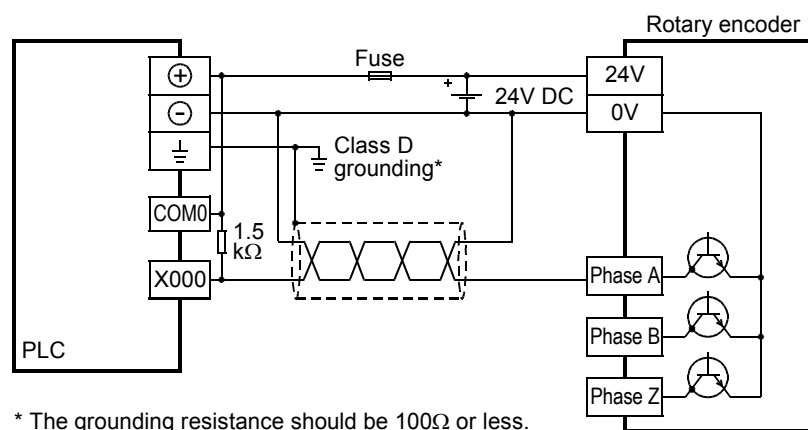 Rotary encoder
Fuse
24V
+
24V DC
0V
Class D
grounding*
COM0
1.5
kΩ
X000
Phase A
Phase B
PLC
Phase Z
* The grounding resistance should be 100Ω or less.